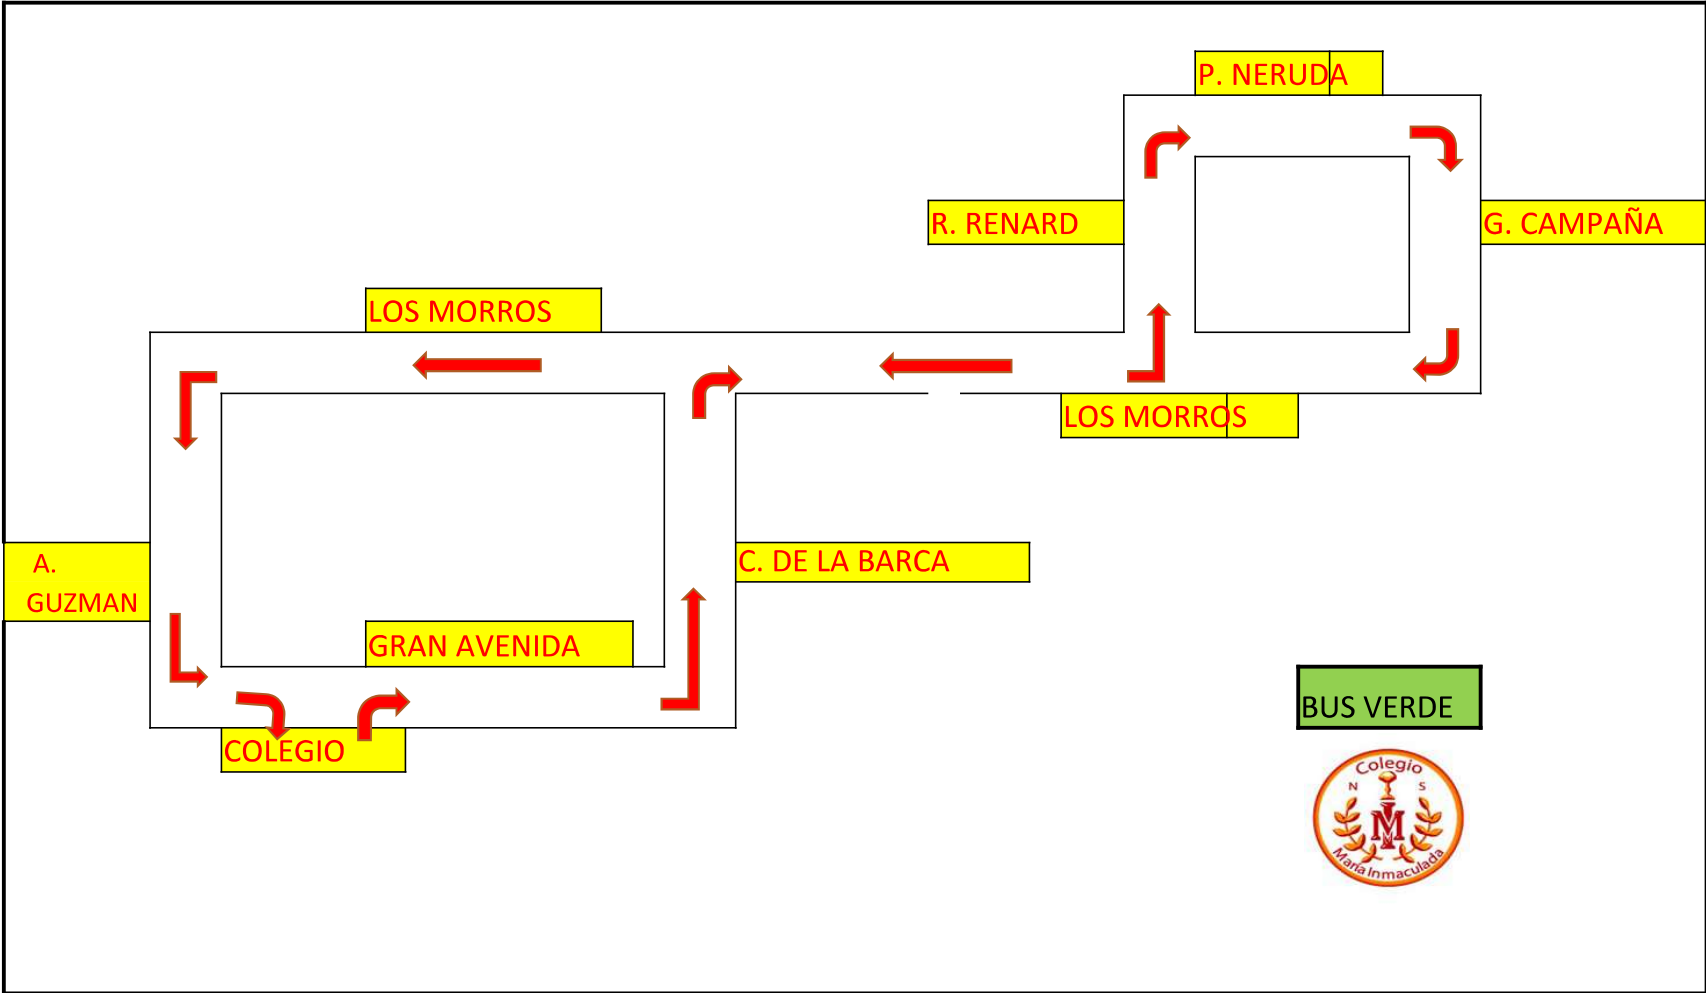 P. NERUDA
R. RENARD
G. CAMPAÑA
LOS MORROS
LOS MORROS
A.
GUZMAN
C. DE LA BARCA
GRAN AVENIDA
COLEGIO
BUS VERDE
Colegio
N S
IM
María Inmaculada